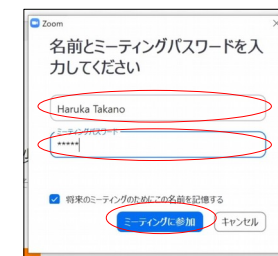 Zoom
名前とミーティングパスワードを入
力してください
Haruka Takano
ミーティングパスワード
*****
将来のミーティングのためにこの名前を記憶する
ミーティングに参加
キャンセル